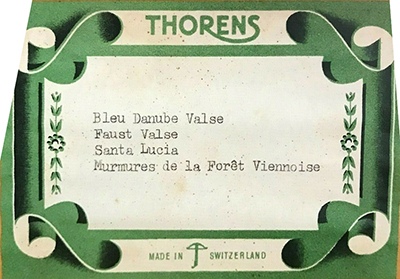 THORENS
Bleu Danube Valse
Faust Valse
Santa Lucia
Murmures de la Forêt Viennoise
MADE IN SWITZERLAND